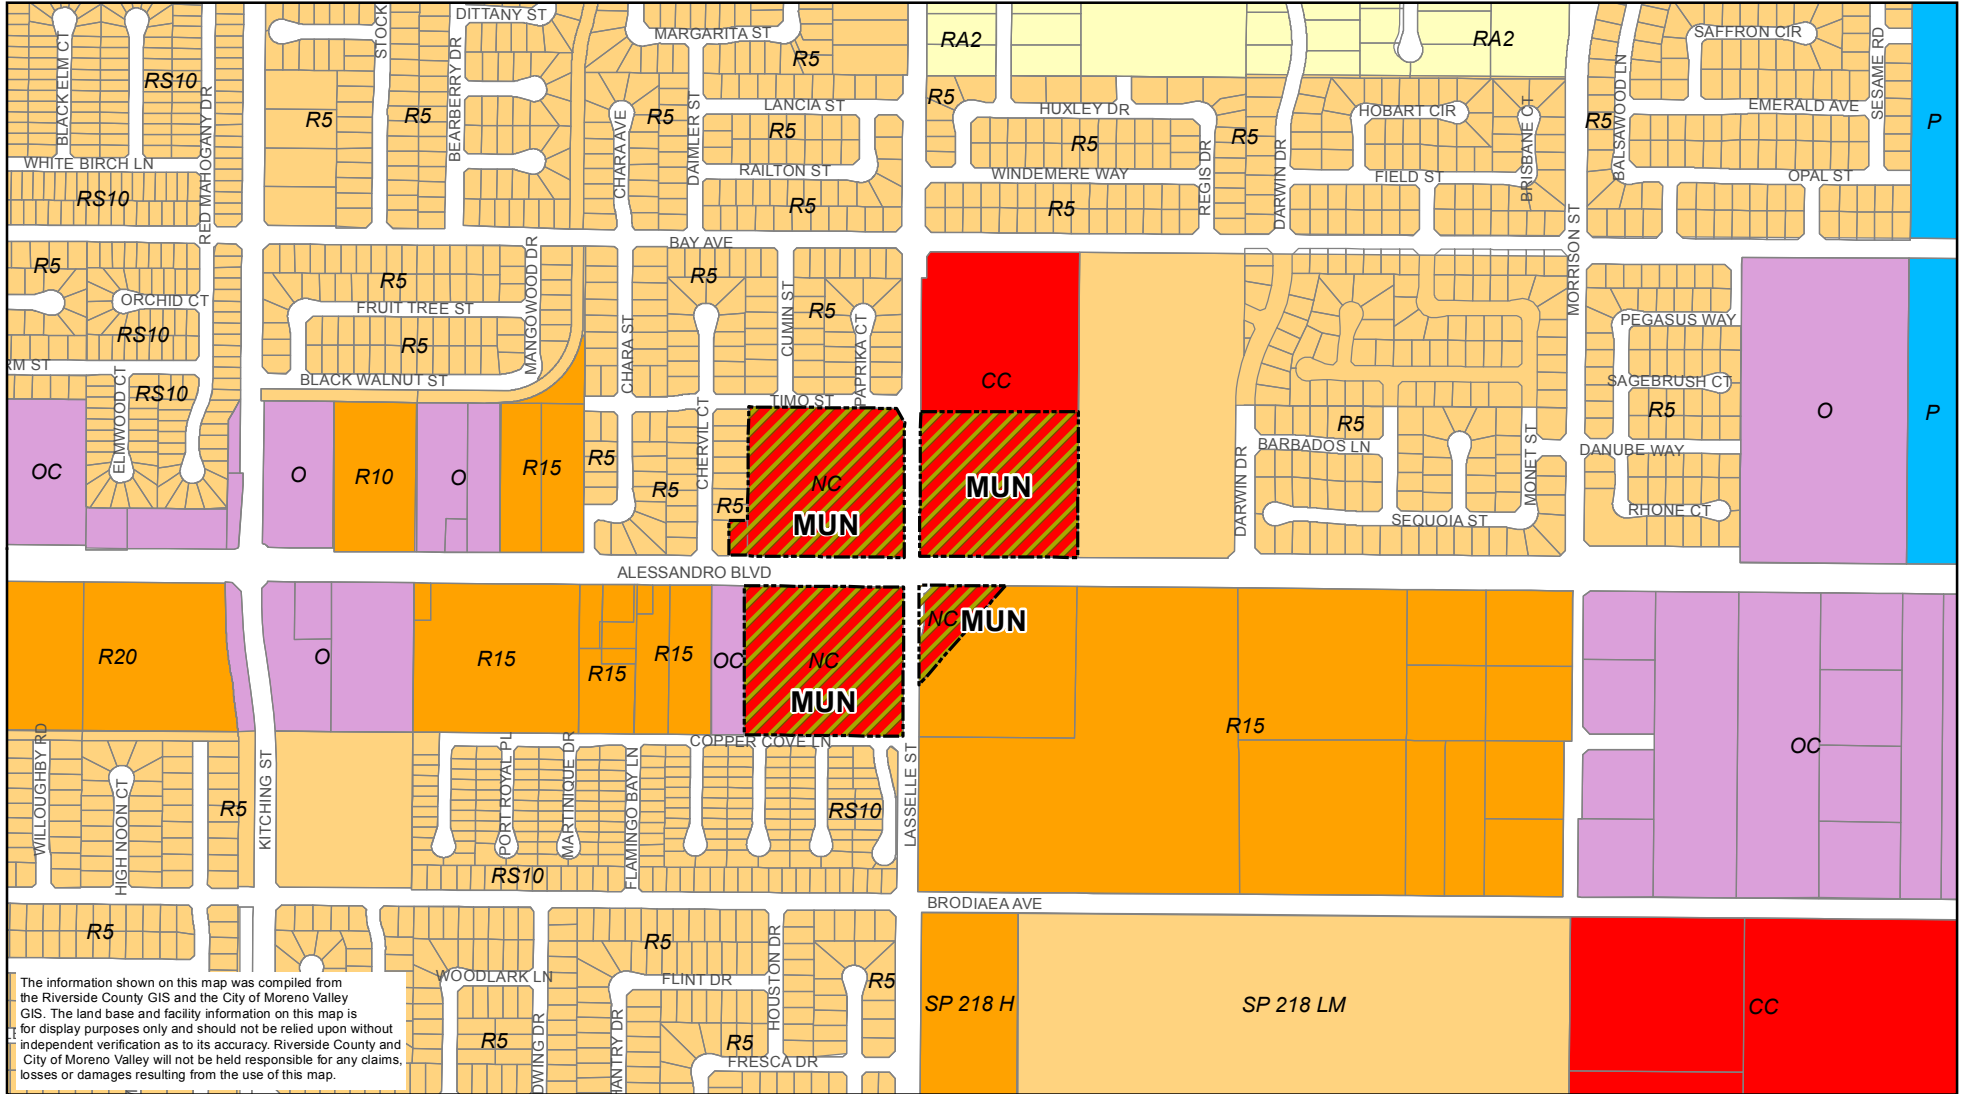 DITTANY ST
MARGARITA ST
SAFFRON CIR
RA2
RA2
STOCK
BLACK ELM CT
RS10
BEARBERRY DR
R5
SESAME RD
R5
LANCIA ST
HUXLEY DR
HOBART CIR
EMERALD AVE
R5
R5
R5
R5
R5
R5
R5
P
RED MAHOGANY DR
CHARA AVE
DAIMLER ST
REGIS DR
DARWIN DR
BRISBANE CT
BALSAWOOD LN
WHITE BIRCH LN
RAILTON ST
WINDEMERE WAY
FIELD ST
OPAL ST
RS10
R5
R5
MORRISON ST
BAY AVE
MANGOWOOD DR
R5
R5
R5
ORCHID CT
FRUIT TREE ST
CHARA ST
CUMIN ST
R5
PAPRIKA CT
PEGASUS WAY
RS10
R5
RM ST
BLACK WALNUT ST
CC
SAGEBRUSH CT
RS10
ELMWOOD CT
TIMO ST
R5
R5
O
P
CHERVIL CT
BARBADOS LN
MONET ST
DANUBE WAY
OC
O
R10
O
R15
R5
R5
R5
NC
MUN
MUN
DARWIN DR
SEQUOIA ST
RHONE CT
ALESSANDRO BLVD
NC
MUN
R20
O
R15
R15
R15
OC
NC
MUN
R15
OC
WILLOUGHBY RD
HIGH NOON CT
R5
KITCHING ST
PORT ROYAL PL
MARTINIQUE DR
FLAMINGO BAY LN
COPPER COVE LN
RS10
LASSELLE ST
RS10
BRODIAEA AVE
R5
R5
HOUSTON DR
R5
WOODLARK LN
FLINT DR
SP 218 H
SP 218 LM
CC
R5
DWING DR
HANTRY DR
R5
FRESCA DR
The information shown on this map was compiled from
the Riverside County GIS and the City of Moreno Valley
GIS. The land base and facility information on this map is
for display purposes only and should not be relied upon without
independent verification as to its accuracy. Riverside County and
City of Moreno Valley will not be held responsible for any claims,
losses or damages resulting from the use of this map.